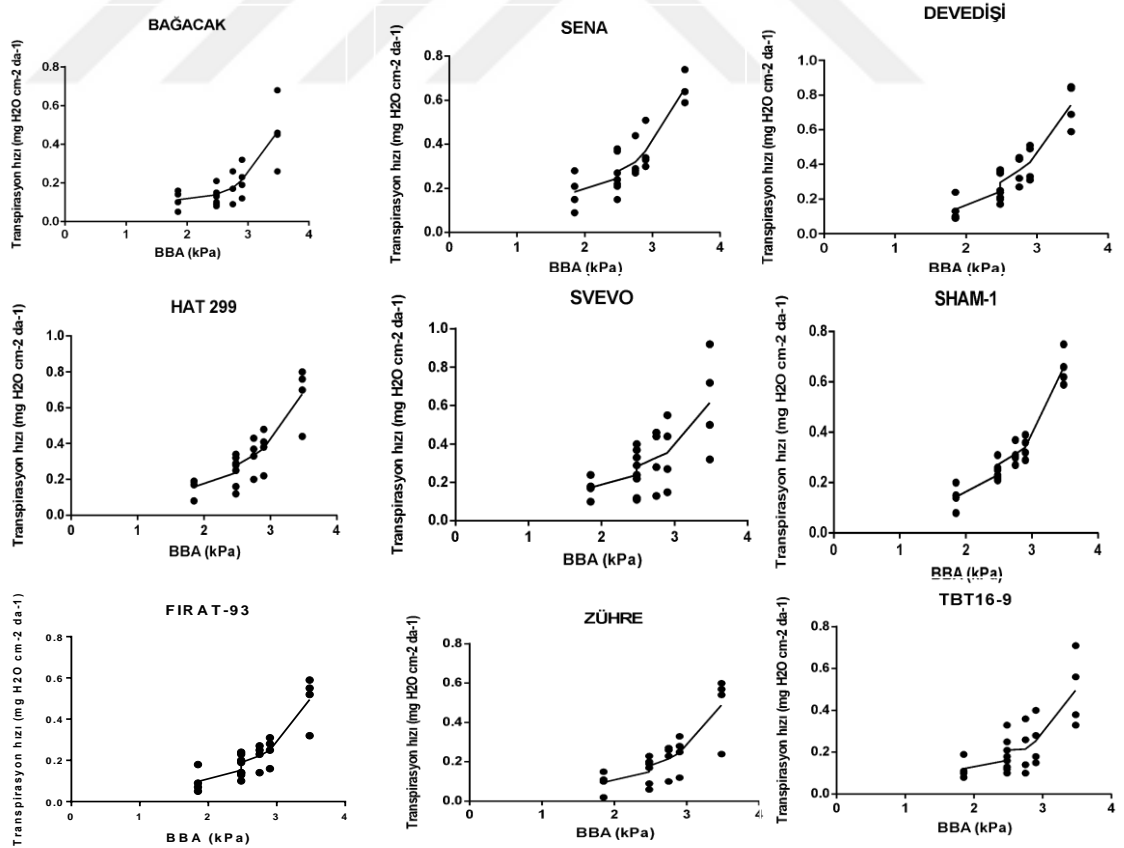 BAĞACAK
Transpirasyon hızı (mg H2O cm-2 da-1)
0.8
0.6
0.4
0.2
0.0
0 1 2 3 4
BBA (kPa)
SENA
Transpirasyon hızı (mg H2O cm-2 da-1)
0.8
0.6
0.4
0.2
0.0
0 1 2 3 4
BBA (kPa)
DEVEDİŞİ
Transpirasyon hızı (mg H2O cm-2 da-1)
1.0
0.8
0.6
0.4
0.2
0.0
0 1 2 3 4
BBA (kPa)
HAT 299
Transpirasyon hızı (mg H2O cm-2 da-1)
1.0
0.8
0.6
0.4
0.2
0.0
0 1 2 3 4
BBA (kPa)
SVEVO
Transpirasyon hızı (mg H2O cm-2 da-1)
1.0
0.8
0.6
0.4
0.2
0.0
0 1 2 3 4
BBA (kPa)
SHAM-1
Transpirasyon hızı (mg H2O cm-2 da-1)
0.8
0.6
0.4
0.2
0.0
0 1 2 3 4
BBA (kPa)
FIRAT-93
Transpirasyon hızı (mg H2O cm-2 da-1)
0.8
0.6
0.4
0.2
0.0
0 1 2 3 4
BBA (kPa)
ZÜHRE
Transpirasyon hızı (mg H2O cm-2 da-1)
0.8
0.6
0.4
0.2
0.0
0 1 2 3 4
BBA (kPa)
TBT16-9
Transpirasyon hızı (mg H2O cm-2 da-1)
0.8
0.6
0.4
0.2
0.0
0 1 2 3 4
BBA (kPa)